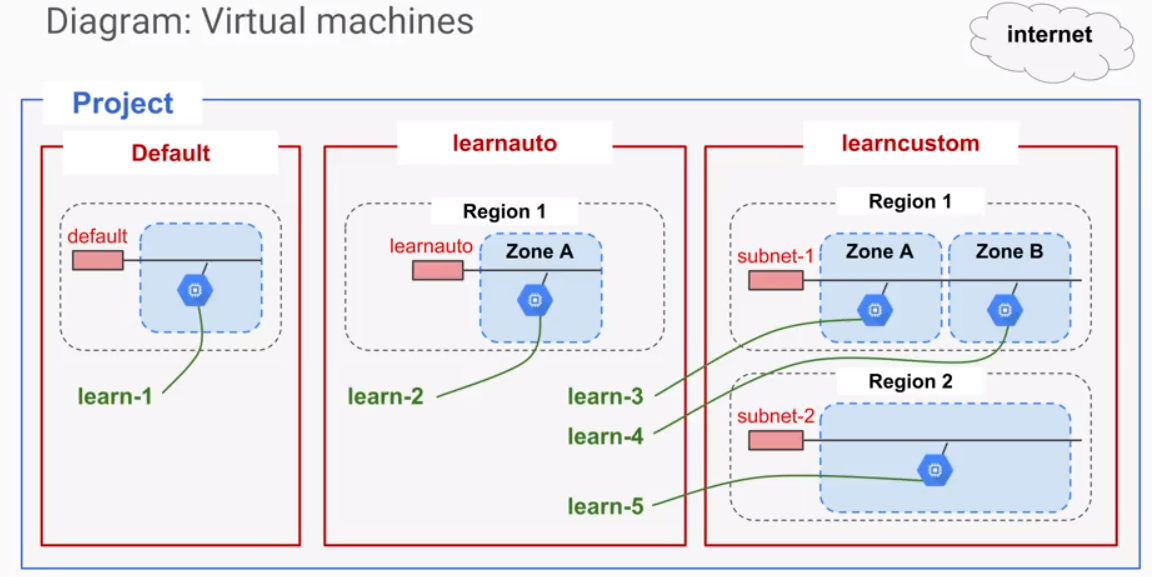 Diagram: Virtual machines
internet
Project
Default
default
learn-1
learnauto
Region 1
learnauto
Zone A
learn-2
learncustom
Region 1
subnet-1
Zone A
Zone B
learn-3
learn-4
Region 2
subnet-2
learn-5